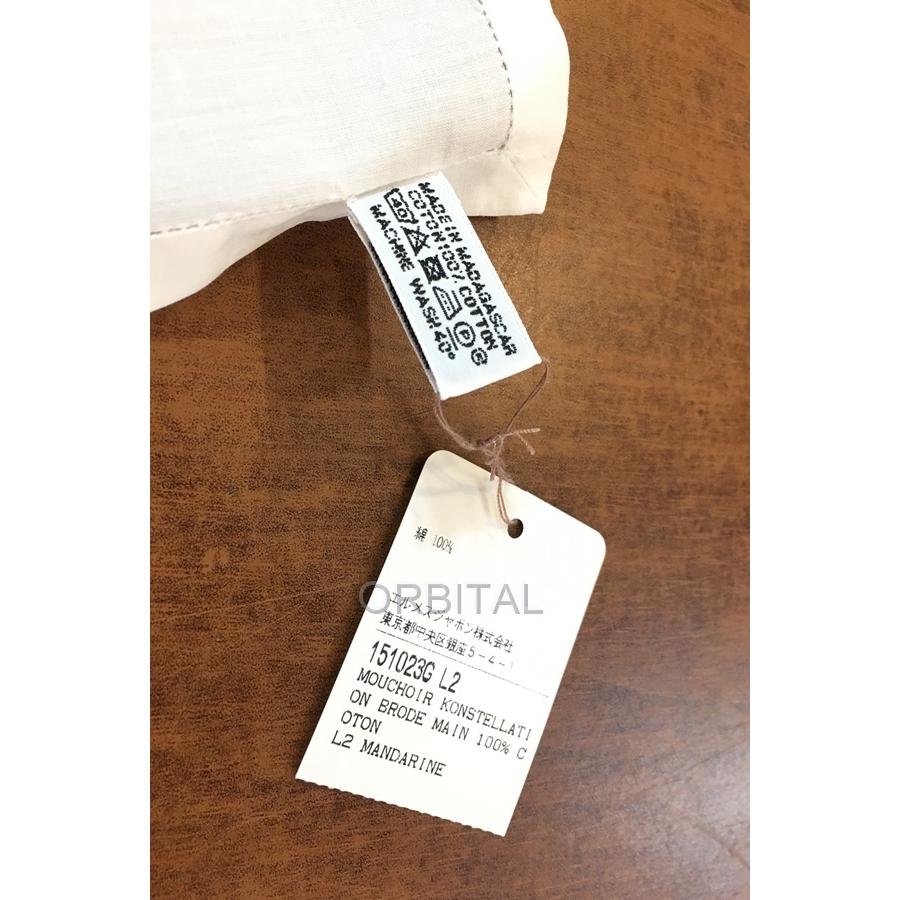 MADE IN MADAGASCAR
COTON:100% COTTON
40 P C
MACHINE WASH 40°
綿 100%
ORBITAL
エルメスジャポン株式会社
東京都中央区銀座5-4-1
151023G L2
MOUCHOIR KONSTELLATI
ON BRODE MAIN 100% C
OTON
L2 MANDARINE